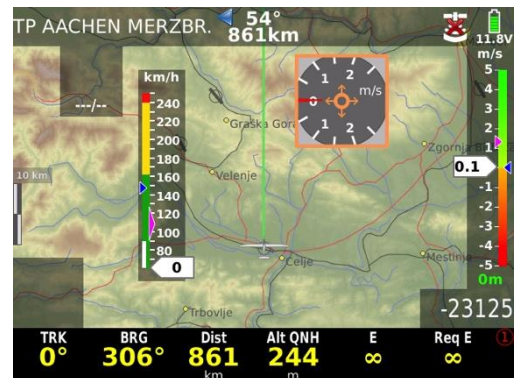 TP AACHEN MERZBR. 54°
861km
11.8V
m/s
km/h
240
220
200
180
160
140
120
100
80
0
---/--
10 km
1 2
m/s
0
1 2
Graška Gora
Velenje
Celje
Trbovlje
5
4
3
2
1
0.1
-1
-2
-3
-4
-5
0m
-23125
TRK BRG Dist Alt QNH E Req E 1
0° 306° 861 244 ∞ ∞
km m